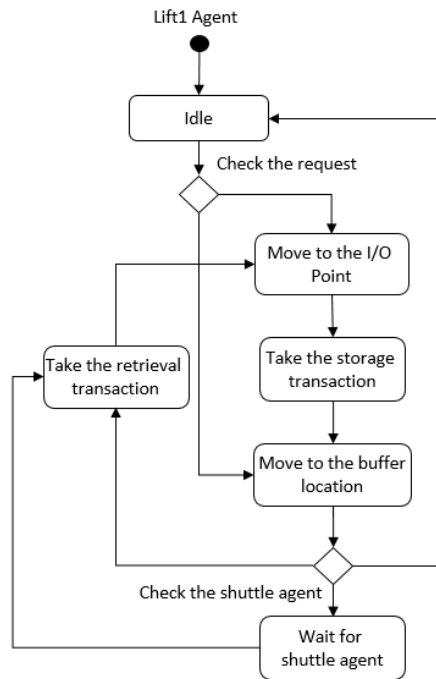 Lift1 Agent
Idle
Check the request
Move to the I/O
Point
Take the retrieval
transaction
Take the storage
transaction
Move to the buffer
location
Check the shuttle agent
Wait for
shuttle agent